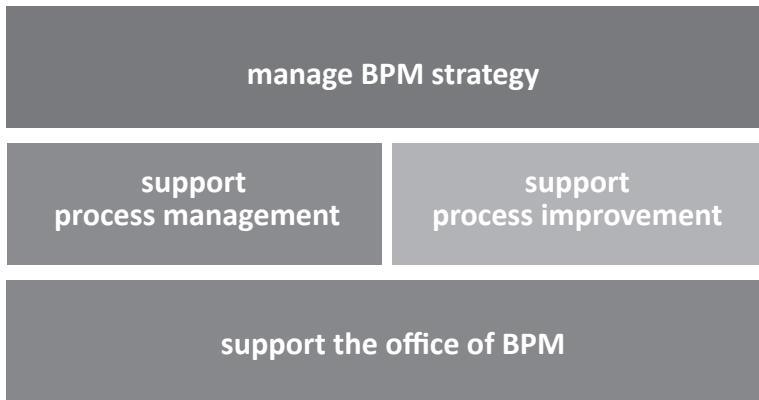 manage BPM strategy
support
process management
support
process improvement
support the office of BPM